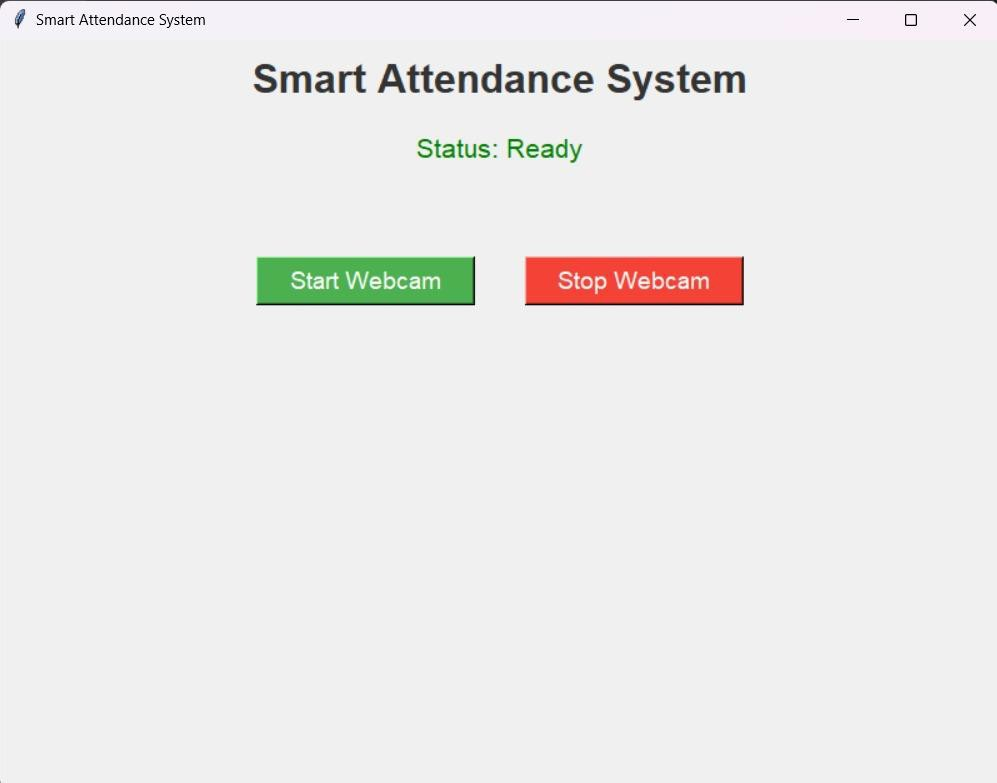 Smart Attendance System
Smart Attendance System
Status: Ready
Start Webcam
Stop Webcam